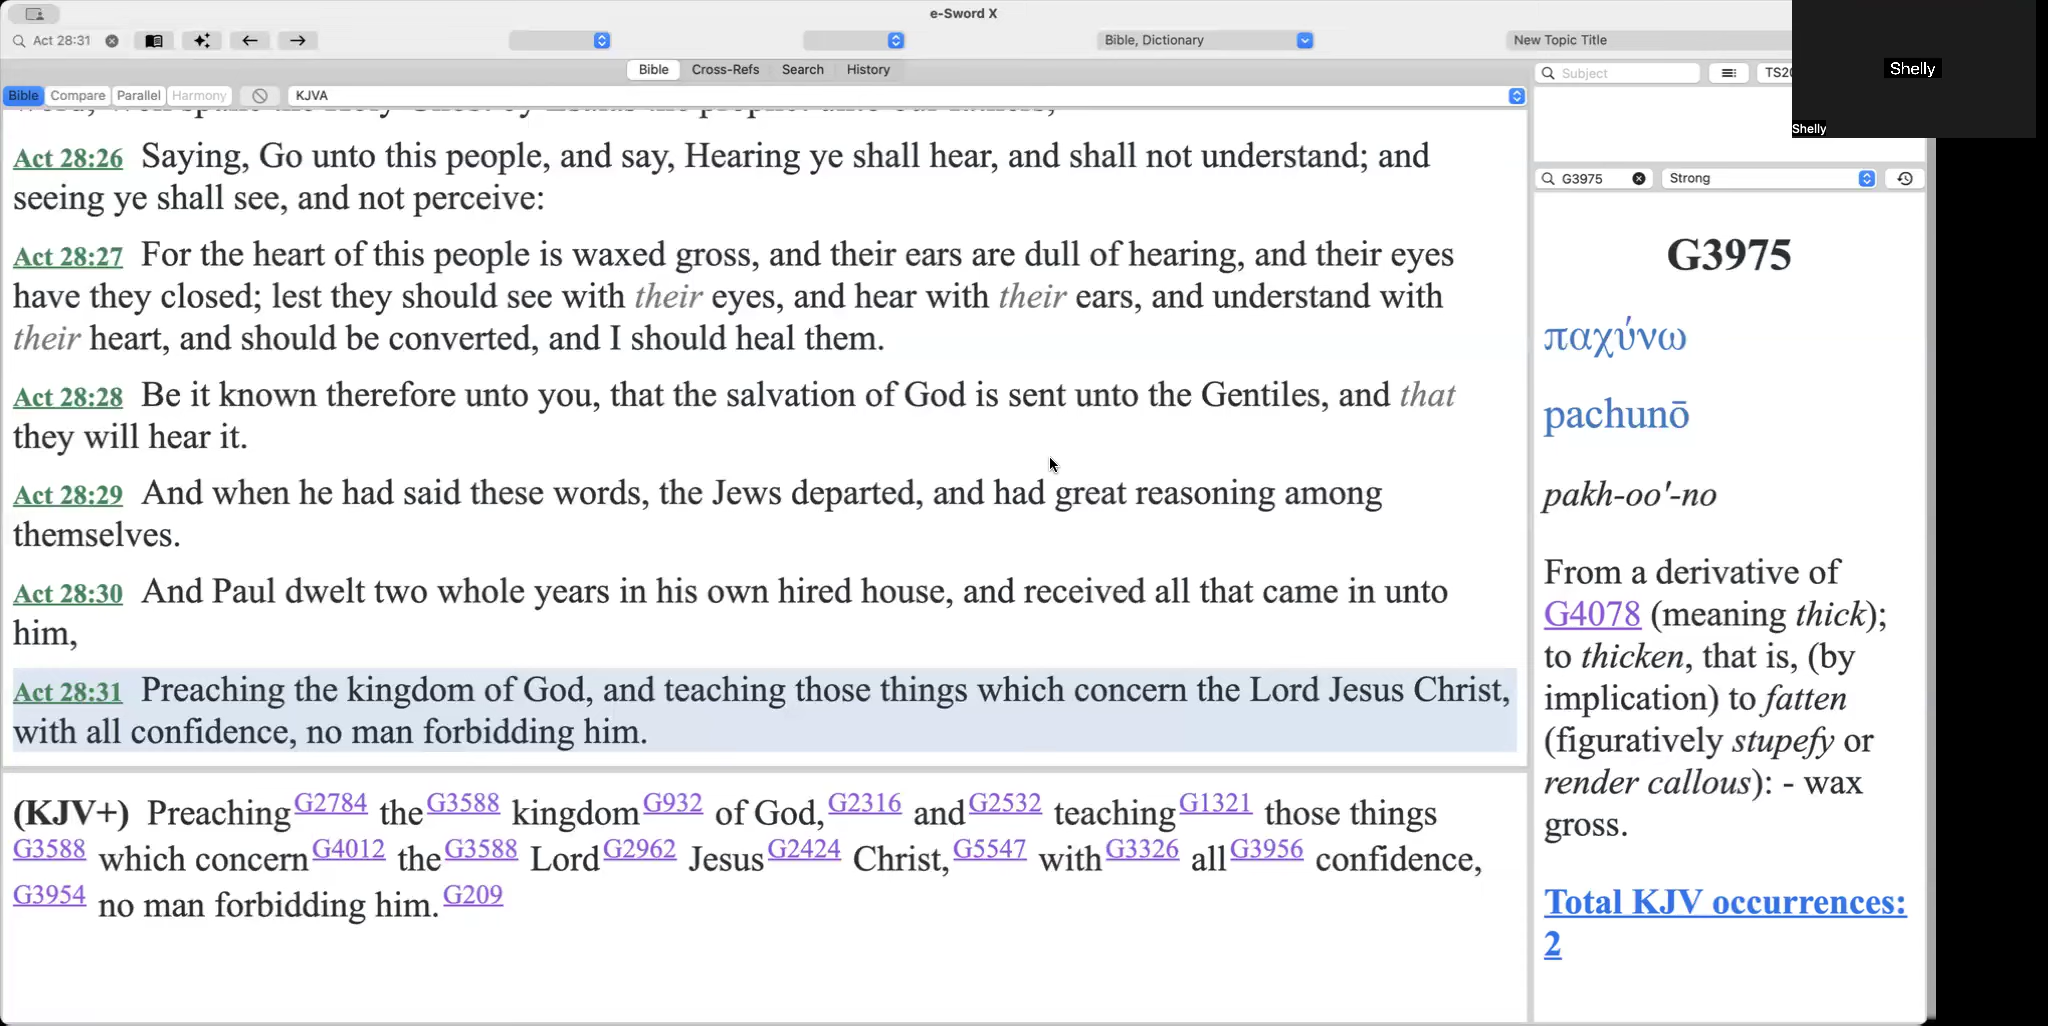 e-Sword X
Act 28:31
Bible, Dictionary
New Topic Title
Bible
Cross-Refs
Search
History
Subject
TS20
Shelly
Shelly
Bible
Compare
Parallel
Harmony
KJVA
Act 28:26 Saying, Go unto this people, and say, Hearing ye shall hear, and shall not understand; and
seeing ye shall see, and not perceive:
Act 28:27 For the heart of this people is waxed gross, and their ears are dull of hearing, and their eyes
have they closed; lest they should see with their eyes, and hear with their ears, and understand with
their heart, and should be converted, and I should heal them.
Act 28:28 Be it known therefore unto you, that the salvation of God is sent unto the Gentiles, and that
they will hear it.
Act 28:29 And when he had said these words, the Jews departed, and had great reasoning among
themselves.
Act 28:30 And Paul dwelt two whole years in his own hired house, and received all that came in unto
him,
Act 28:31 Preaching the kingdom of God, and teaching those things which concern the Lord Jesus Christ,
with all confidence, no man forbidding him.
(KJV+) Preaching G2784 the G3588 kingdom G932 of God, G2316 and G2532 teaching G1321 those things
G3588 which concern G4012 the G3588 Lord G2962 Jesus G2424 Christ, G5547 with G3326 all G3956 confidence,
G3954 no man forbidding him. G209
G3975
Strong
G3975
παχύνω
pachunō
pakh-oo'-no
From a derivative of
G4078 (meaning thick);
to thicken, that is, (by
implication) to fatten
(figuratively stupefy or
render callous): - wax
gross.
Total KJV occurrences:
2